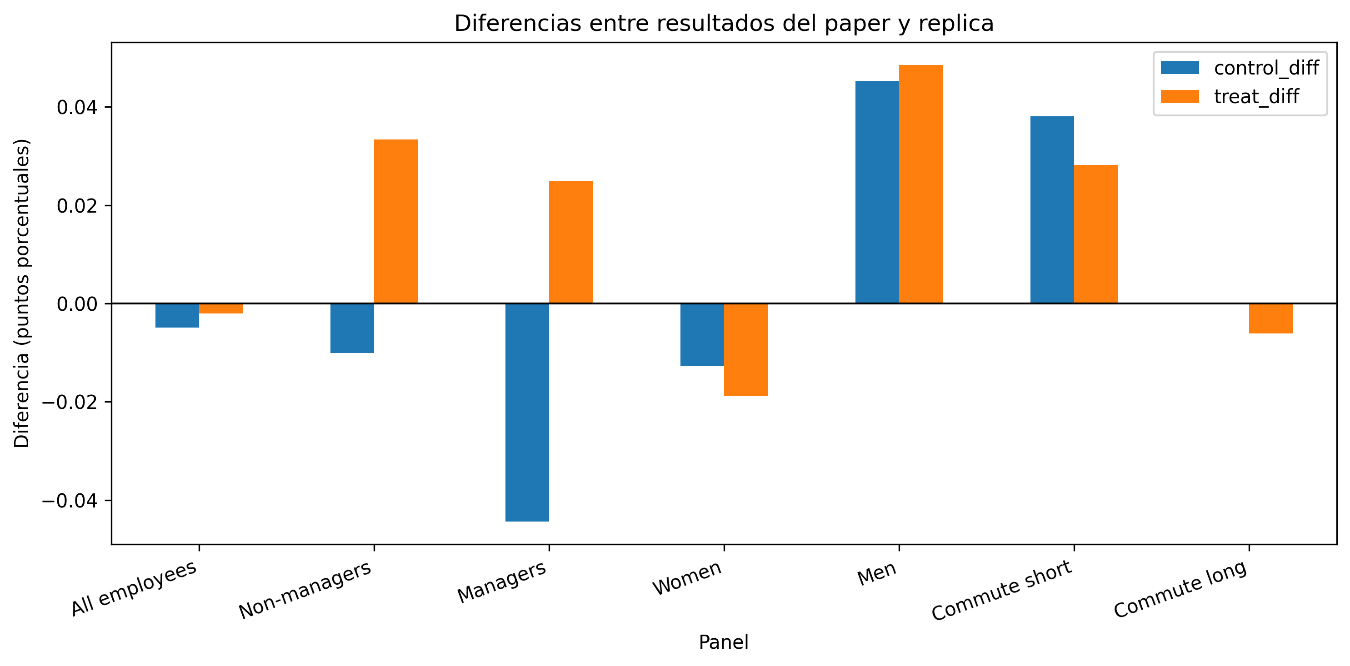 Diferencias entre resultados del paper y replica
control_diff
treat_diff
Diferencia (puntos porcentuales)
0.04
0.02
0.00
−0.02
−0.04
All employees
Non-managers
Managers
Women
Men
Commute short
Commute long
Panel